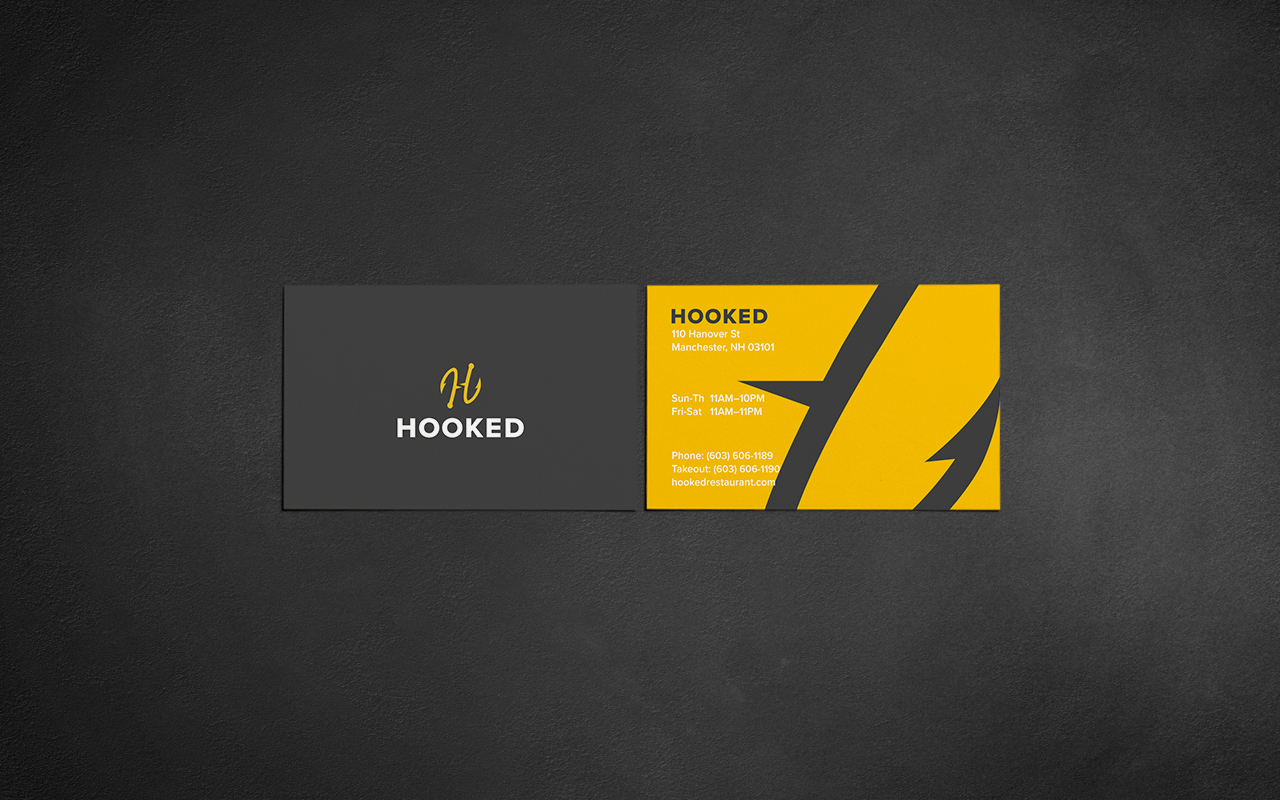 H
HOOKED
HOOKED
110 Hanover St
Manchester, NH 03101
Sun-Th 11AM–10PM
Fri-Sat 11AM–11PM
Phone: (603) 606-1189
Takeout: (603) 606-1190
hookedrestaurant.com